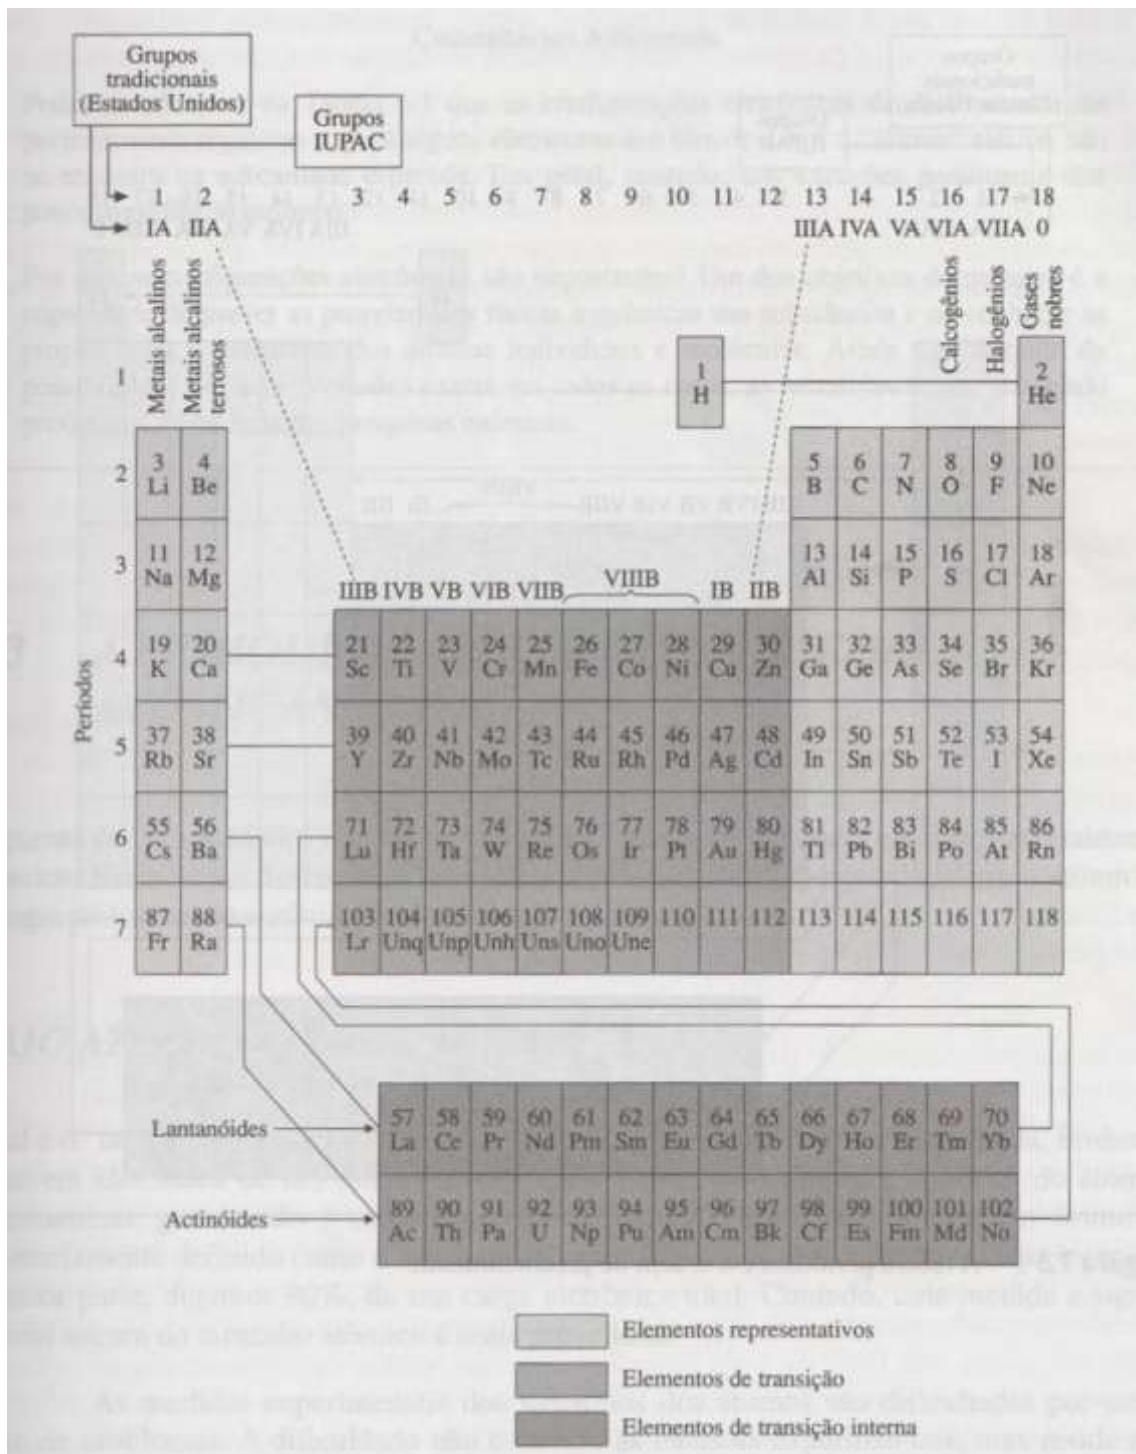 Grupos
tradicionais
(Estados Unidos)
Grupos
IUPAC
1 2 3 4 5 6 7 8 9 10 11 12 13 14 15 16 17 18
IA IIA IIIA IVA VA VIA VIIA 0
Metais alcalinos
Metais alcalinos
terrosos
Calcogênios
Halogênios
Gases
nobres
Períodos
1
1 2
H He
2
3 4 5 6 7 8 9 10
Li Be B C N O F Ne
3
11 12 13 14 15 16 17 18
Na Mg Al Si P S Cl Ar
IIIB IVB VB VIB VIIB VIIIB IB IIB
4
19 20 21 22 23 24 25 26 27 28 29 30 31 32 33 34 35 36
K Ca Sc Ti V Cr Mn Fe Co Ni Cu Zn Ga Ge As Se Br Kr
5
37 38 39 40 41 42 43 44 45 46 47 48 49 50 51 52 53 54
Rb Sr Y Zr Nb Mo Tc Ru Rh Pd Ag Cd In Sn Sb Te I Xe
6
55 56 71 72 73 74 75 76 77 78 79 80 81 82 83 84 85 86
Cs Ba Lu Hf Ta W Re Os Ir Pt Au Hg Tl Pb Bi Po At Rn
7
87 88 103 104 105 106 107 108 109 110 111 112 113 114 115 116 117 118
Fr Ra Lr Unq Unp Unh Uns Uno Une
Lantanóides
57 58 59 60 61 62 63 64 65 66 67 68 69 70
La Ce Pr Nd Pm Sm Eu Gd Tb Dy Ho Er Tm Yb
Actinóides
89 90 91 92 93 94 95 96 97 98 99 100 101 102
Ac Th Pa U Np Pu Am Cm Bk Cf Es Fm Md No
Elementos representativos
Elementos de transição
Elementos de transição interna